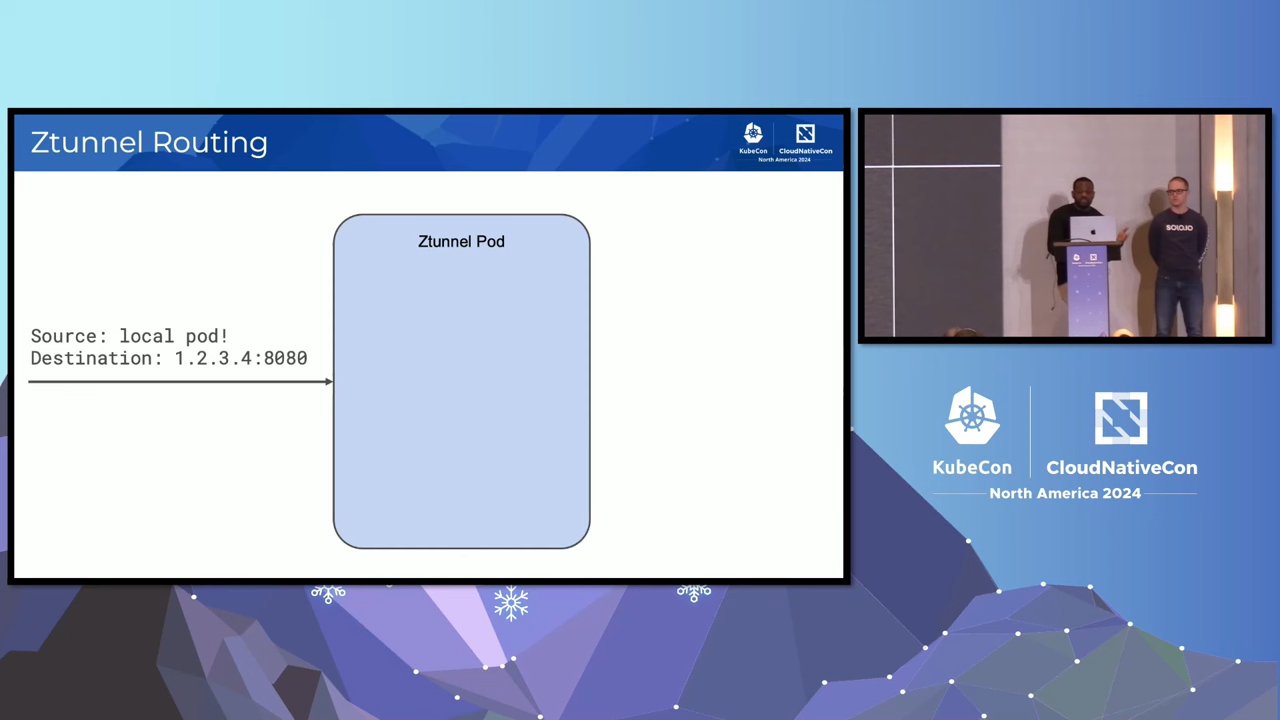 Ztunnel Routing
KubeCon
CloudNativeCon
North America 2024
Ztunnel Pod
Source: local pod!
Destination: 1.2.3.4:8080
SOLO.IO
KubeCon
CloudNativeCon
North America 2024